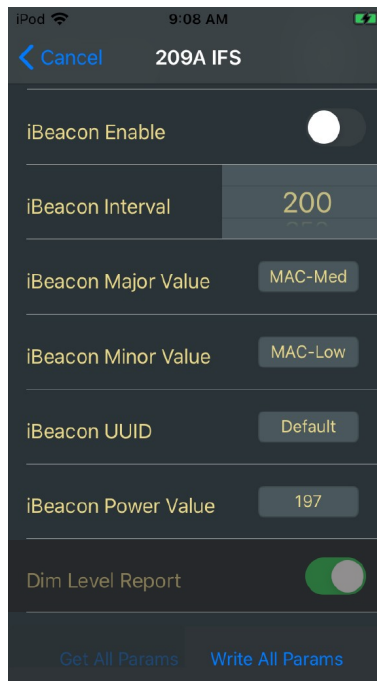 iPod 9:08 AM
Cancel 209A IFS
iBeacon Enable
iBeacon Interval 200
iBeacon Major Value MAC-Med
iBeacon Minor Value MAC-Low
iBeacon UUID Default
iBeacon Power Value 197
Dim Level Report
Get All Params Write All Params